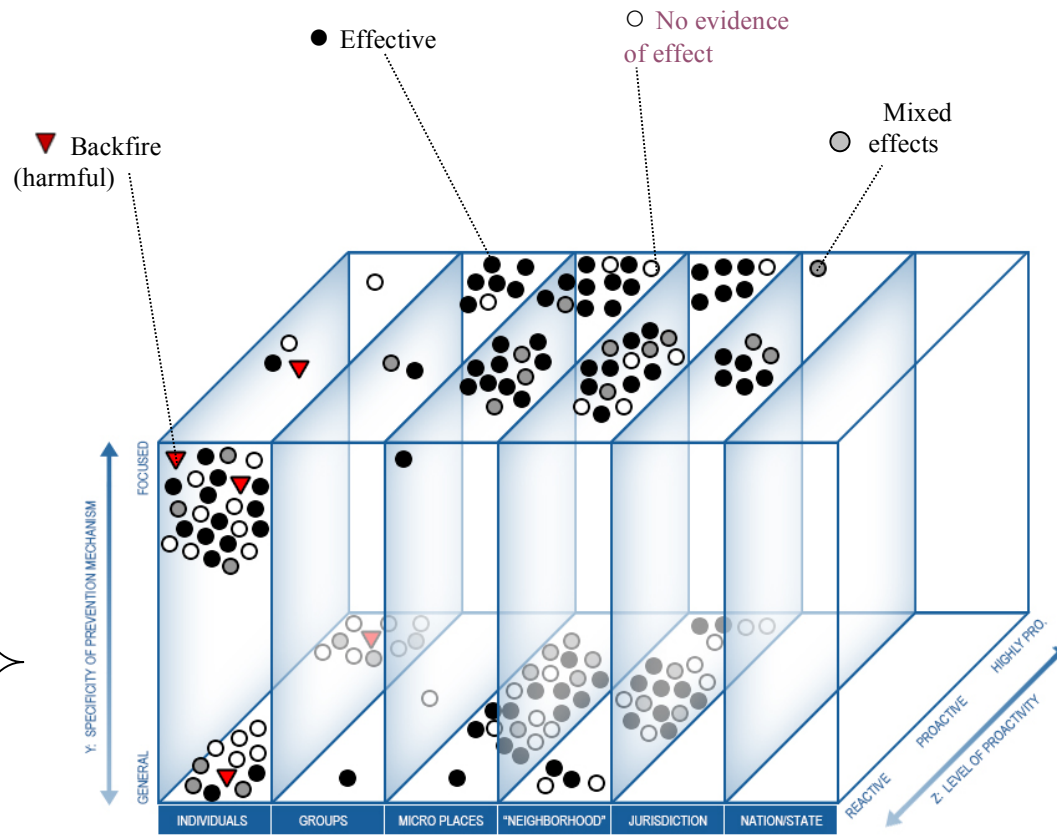 Effective
No evidence
of effect
Mixed
effects
Backfire
(harmful)
FOCUSED
Y: SPECIFICITY OF PREVENTION MECHANISM
GENERAL
HIGHLY PRO.
PROACTIVE
REACTIVE
Z: LEVEL OF PROACTIVITY
INDIVIDUALS
GROUPS
MICRO PLACES
"NEIGHBORHOOD"
JURISDICTION
NATION/STATE